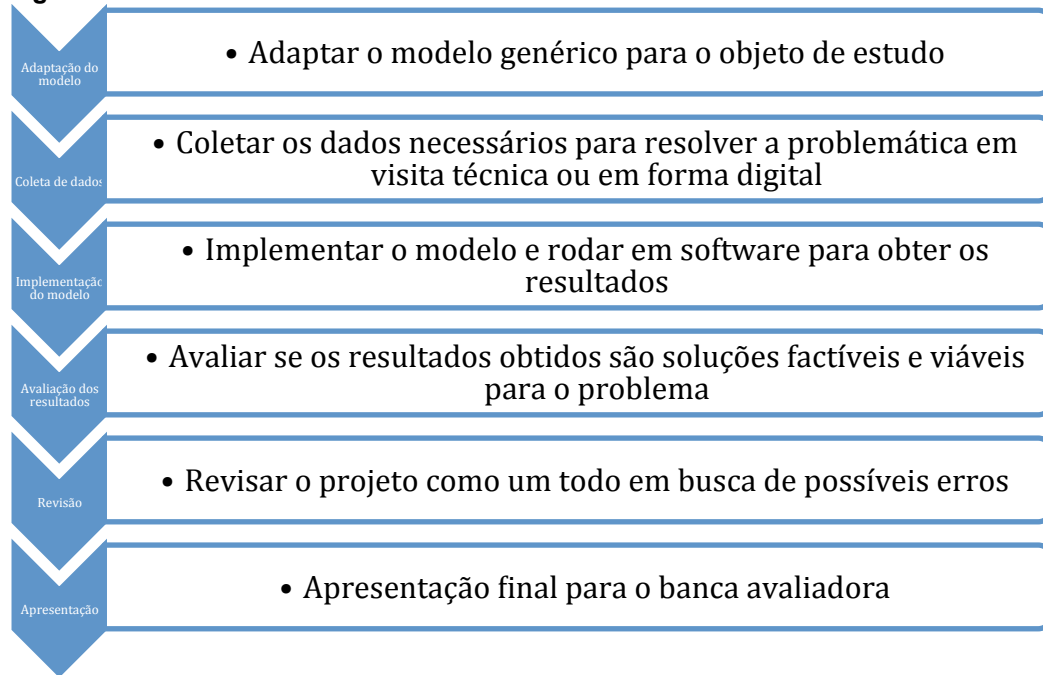 Adaptação do
modelo
• Adaptar o modelo genérico para o objeto de estudo
Coleta de dados
• Coletar os dados necessários para resolver a problemática em
visita técnica ou em forma digital
Implementação
do modelo
• Implementar o modelo e rodar em software para obter os
resultados
Avaliação dos
resultados
• Avaliar se os resultados obtidos são soluções factíveis e viáveis
para o problema
Revisão
• Revisar o projeto como um todo em busca de possíveis erros
Apresentação
• Apresentação final para o banca avaliadora